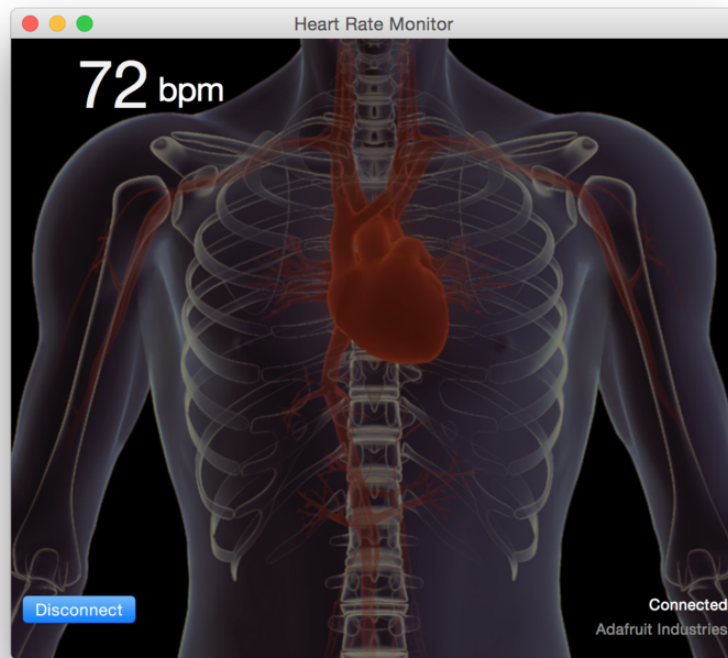 Heart Rate Monitor
72 bpm
Disconnect
Connected
Adafruit Industries